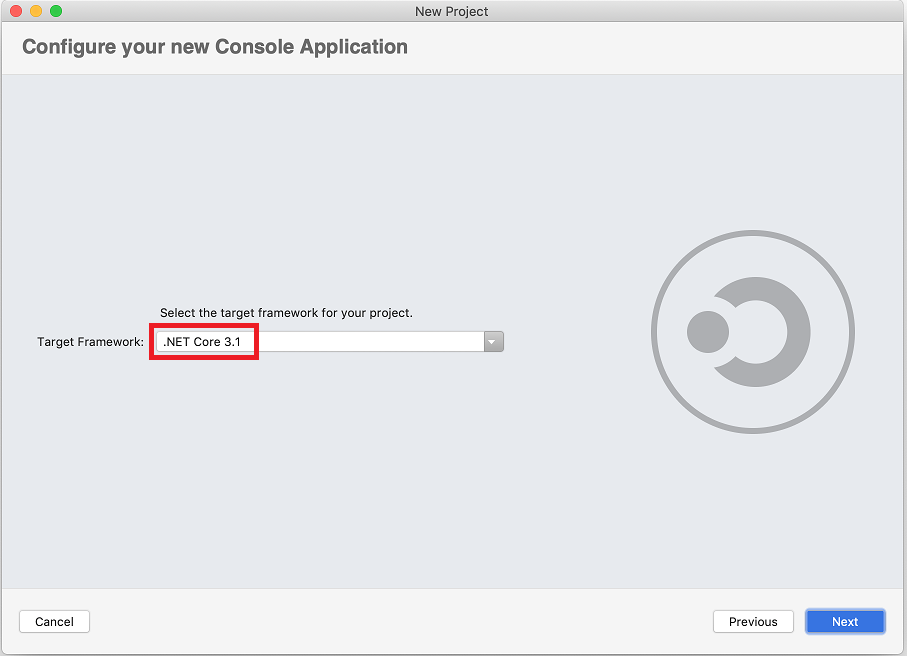 New Project
Configure your new Console Application
Select the target framework for your project.
Target Framework: .NET Core 3.1
Cancel Previous Next